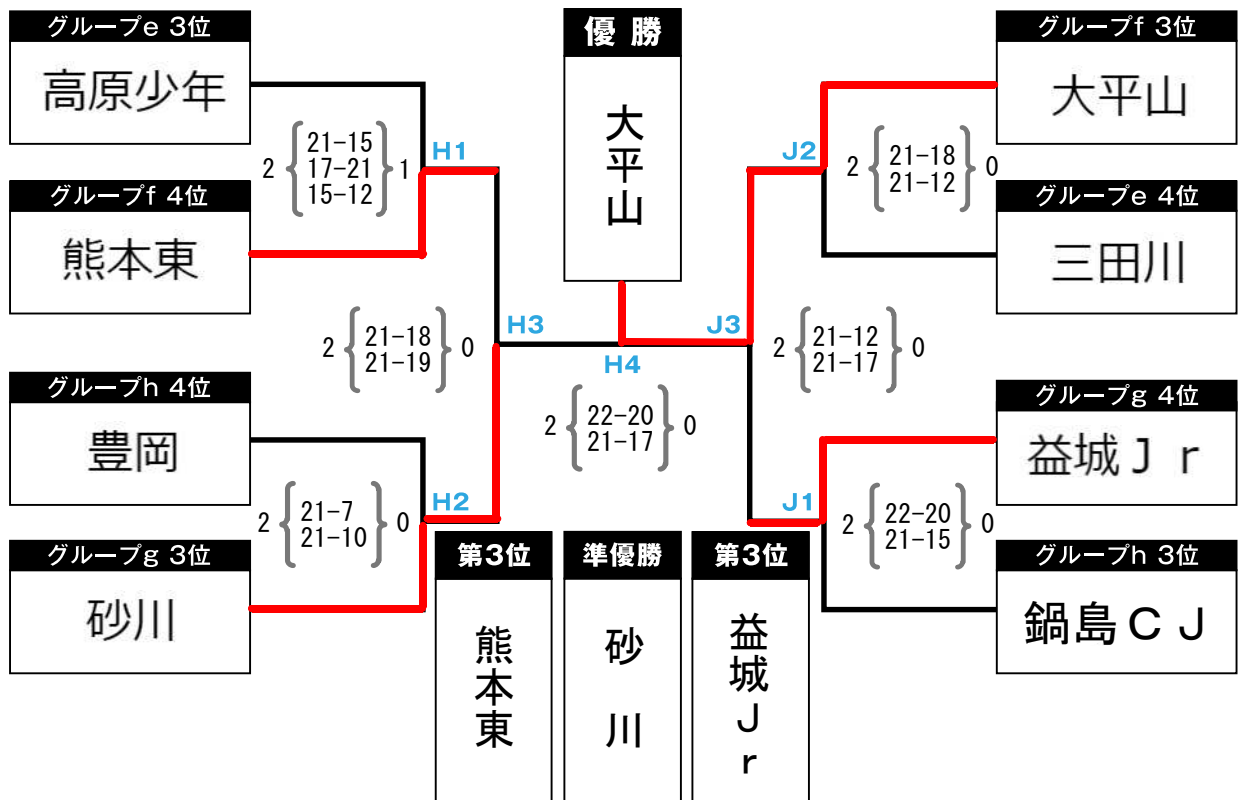 グループe 3位
高原少年
グループf 4位
熊本東
グループh 4位
豊岡
グループg 3位
砂川
H1
2 21-15 1
17-21
15-12
H3
2 21-18 0
21-19
H2
2 21-7 0
21-10
優 勝
大平山
H4
2 22-20 0
21-17
J2
2 21-18 0
21-12
J3
2 21-12 0
21-17
J1
2 22-20 0
21-15
グループf 3位
大平山
グループe 4位
三田川
グループg 4位
益城Ｊｒ
グループh 3位
鍋島ＣＪ
第3位
熊本東
準優勝
砂川
第3位
益城Ｊｒ